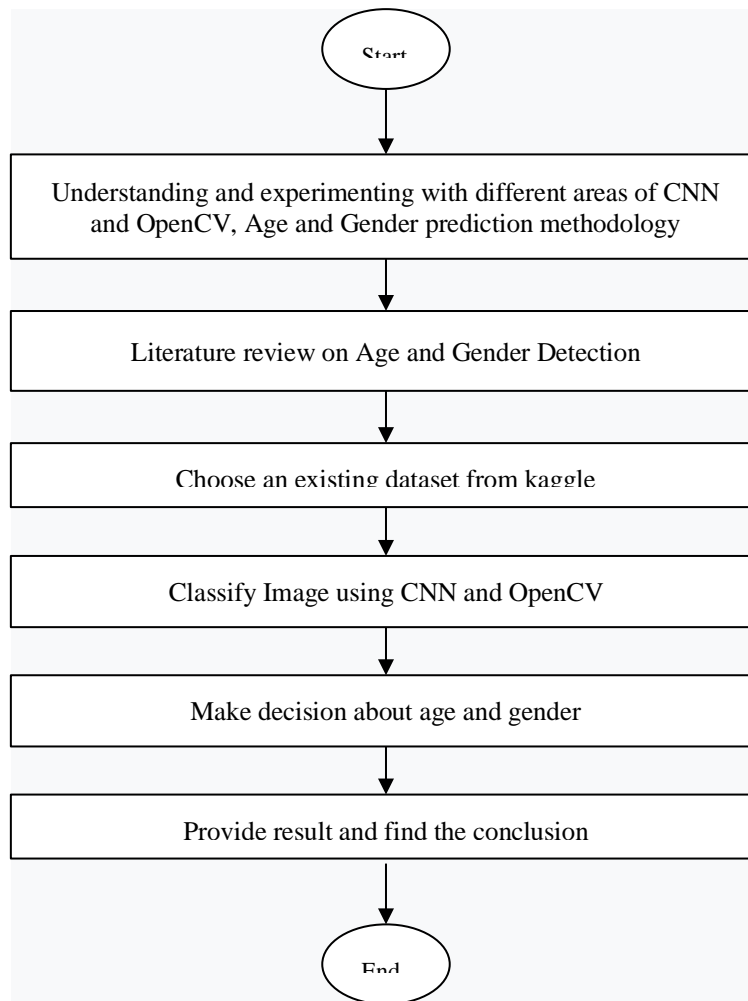 Start
Understanding and experimenting with different areas of CNN
and OpenCV, Age and Gender prediction methodology
Literature review on Age and Gender Detection
Choose an existing dataset from kaggle
Classify Image using CNN and OpenCV
Make decision about age and gender
Provide result and find the conclusion
End